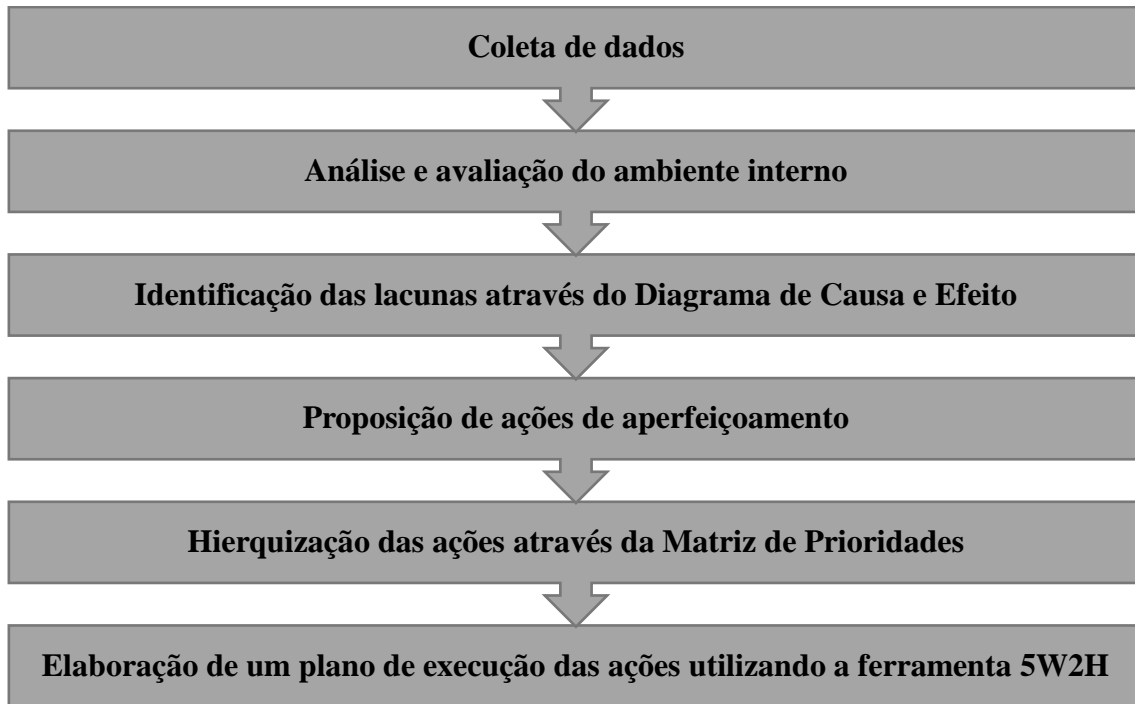 Coleta de dados
Análise e avaliação do ambiente interno
Identificação das lacunas através do Diagrama de Causa e Efeito
Proposição de ações de aperfeiçoamento
Hierquização das ações através da Matriz de Prioridades
Elaboração de um plano de execução das ações utilizando a ferramenta 5W2H